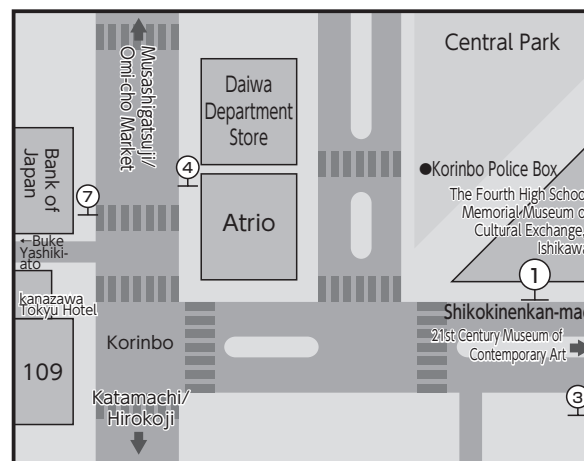 Central Park
Musashigatsuji/
Omi-cho Market
Daiwa
Department
Store
④
Bank of
Japan
⑦
●Korinbo Police Box
The Fourth High Schoo
Memorial Museum o
Cultural Exchange,
Ishikawa
Atrio
←Buke
Yashiki-
ato
①
kanazawa
Tokyu Hotel
Shikokinenkan-mae
21st Century Museum of
Contemporary Art
Korinbo
109
Katamachi/
Hirokoji
③